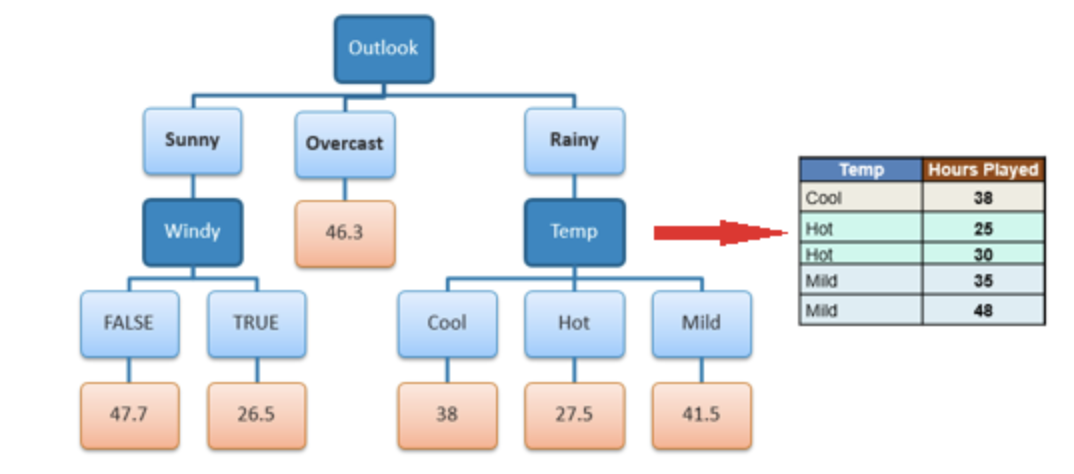 Outlook
Sunny
Overcast
Rainy
Windy
46.3
Temp
FALSE
TRUE
Cool
Hot
Mild
47.7
26.5
38
27.5
41.5
Temp Hours Played
Cool 38
Hot 25
Hot 30
Mild 35
Mild 48